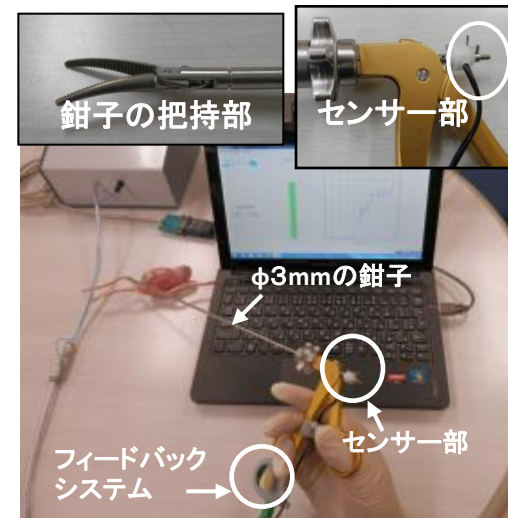 鉗子の把持部
センサー部
φ3mmの鉗子
センサー部
フィードバック
システム